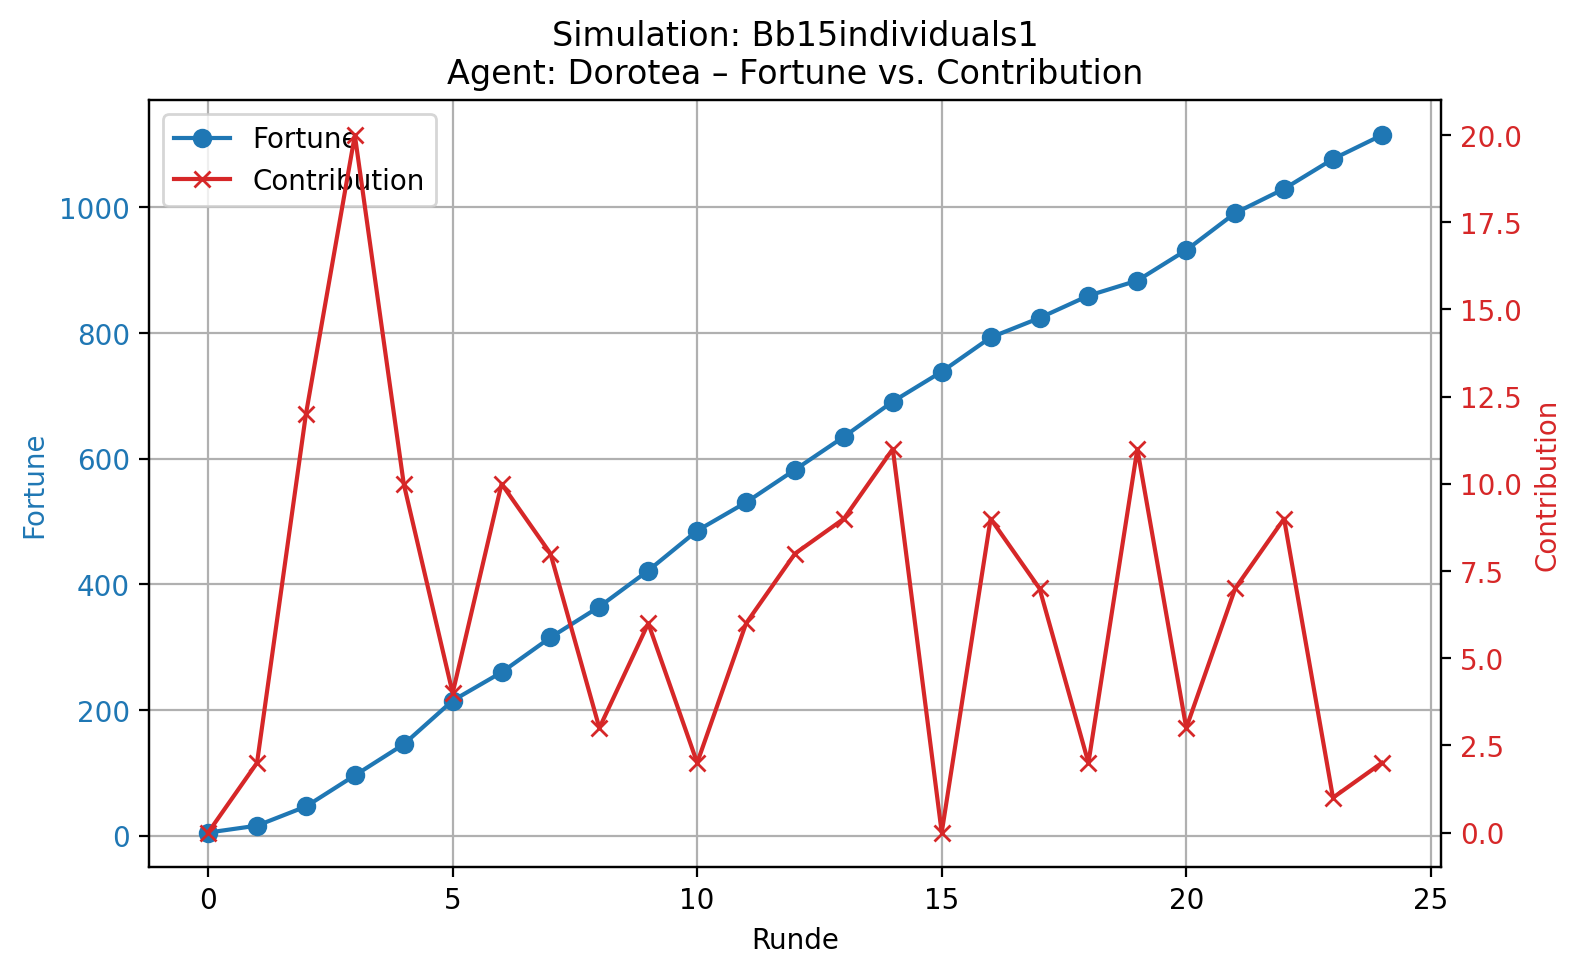 Simulation: Bb15individuals1
Agent: Dorotea – Fortune vs. Contribution
Fortune
Contribution
1000
800
600
400
200
0
Fortune
20.0
17.5
15.0
12.5
10.0
7.5
5.0
2.5
0.0
Contribution
0 5 10 15 20 25
Runde